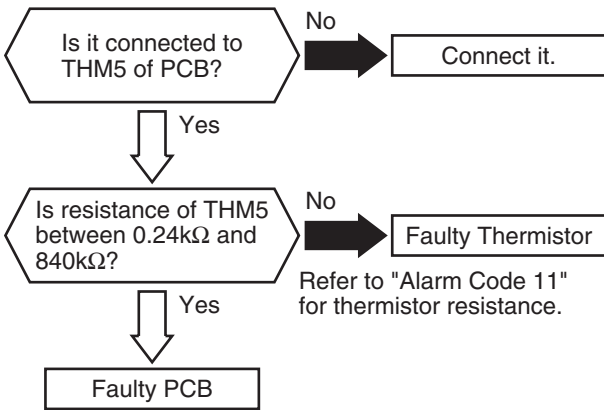 Is it connected to
THM5 of PCB?
No
Connect it.
Yes
Is resistance of THM5
between 0.24kΩ and
840kΩ?
No
Faulty Thermistor
Refer to "Alarm Code 11"
for thermistor resistance.
Yes
Faulty PCB